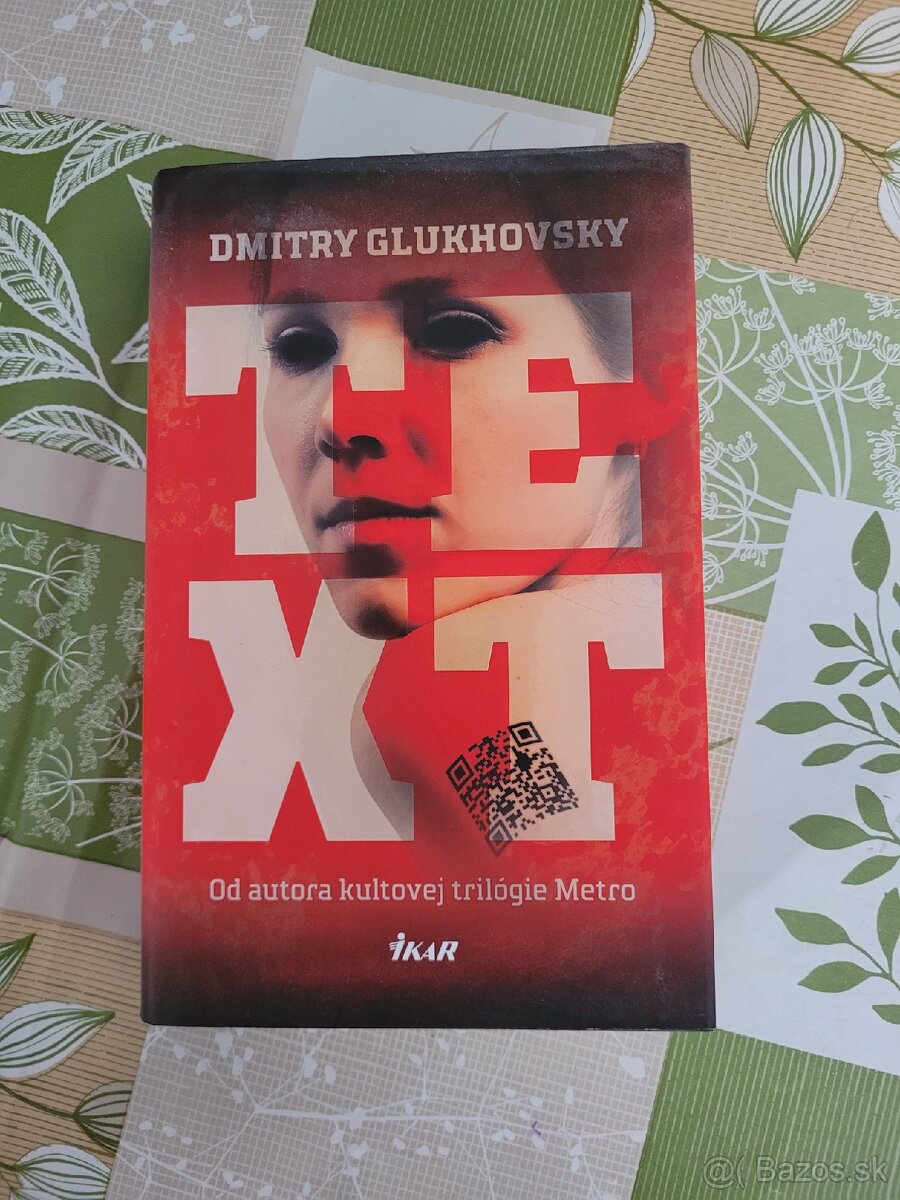 DMITRY GLUKHOVSKY
TE
XT
Od autora kultovej trilógie Metro
iKAR
@( Bazos.sk